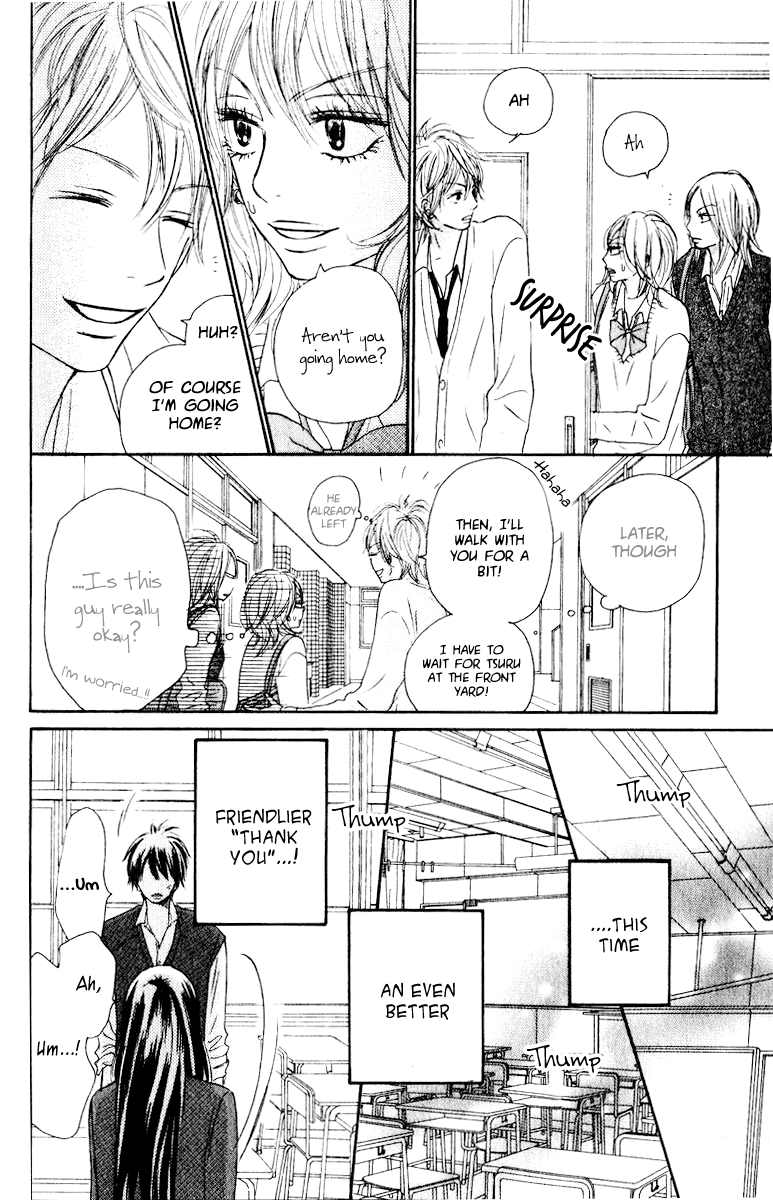 Ah
AH
SURPRISE
Aren't you
going home?
HUH?
OF COURSE
I'M GOING
HOME?
LATER,
THOUGH
Hahaha
THEN, I'LL
WALK WITH
YOU FOR A
BIT!
I HAVE TO
WAIT FOR TSURU
AT THE FRONT
YARD!
HE
ALREADY
LEFT
....Is this
guy really
okay?
I'm worried..!!
Thump
....THIS
TIME
Thump
AN EVEN
BETTER
Thump
FRIENDLIER
"THANK
YOU"...!
...Um
Ah,
Um...!